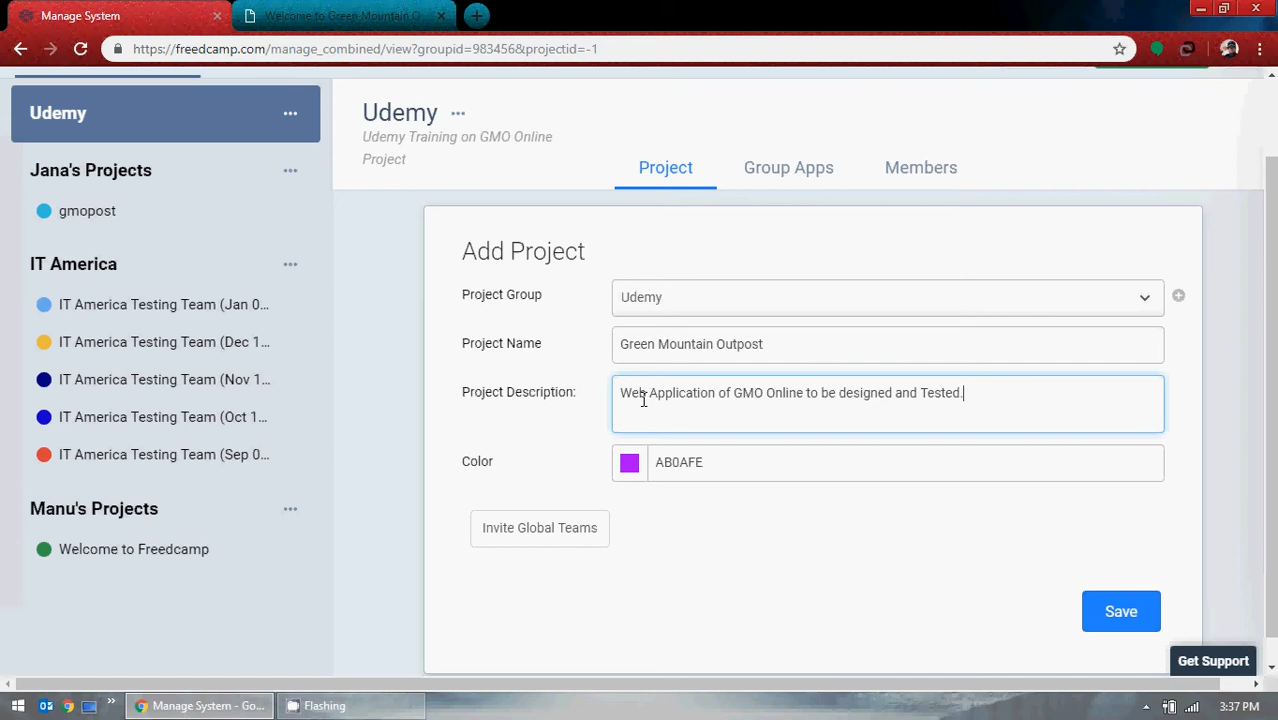 Manage System
Welcome to Green Mountain O
https://freedcamp.com/manage_combined/view?groupid=983456&projectid=-1
Udemy
Jana's Projects
gmopost
IT America
IT America Testing Team (Jan 0...
IT America Testing Team (Dec 1...
IT America Testing Team (Nov 1...
IT America Testing Team (Oct 1...
IT America Testing Team (Sep 0...
Manu's Projects
Welcome to Freedcamp
Udemy
Udemy Training on GMO Online
Project
Project
Group Apps
Members
Add Project
Project Group
Udemy
Project Name
Green Mountain Outpost
Project Description:
Web Application of GMO Online to be designed and Tested.
Color
AB0AFE
Invite Global Teams
Save
Get Support
Manage System - Go...
Flashing
3:37 PM